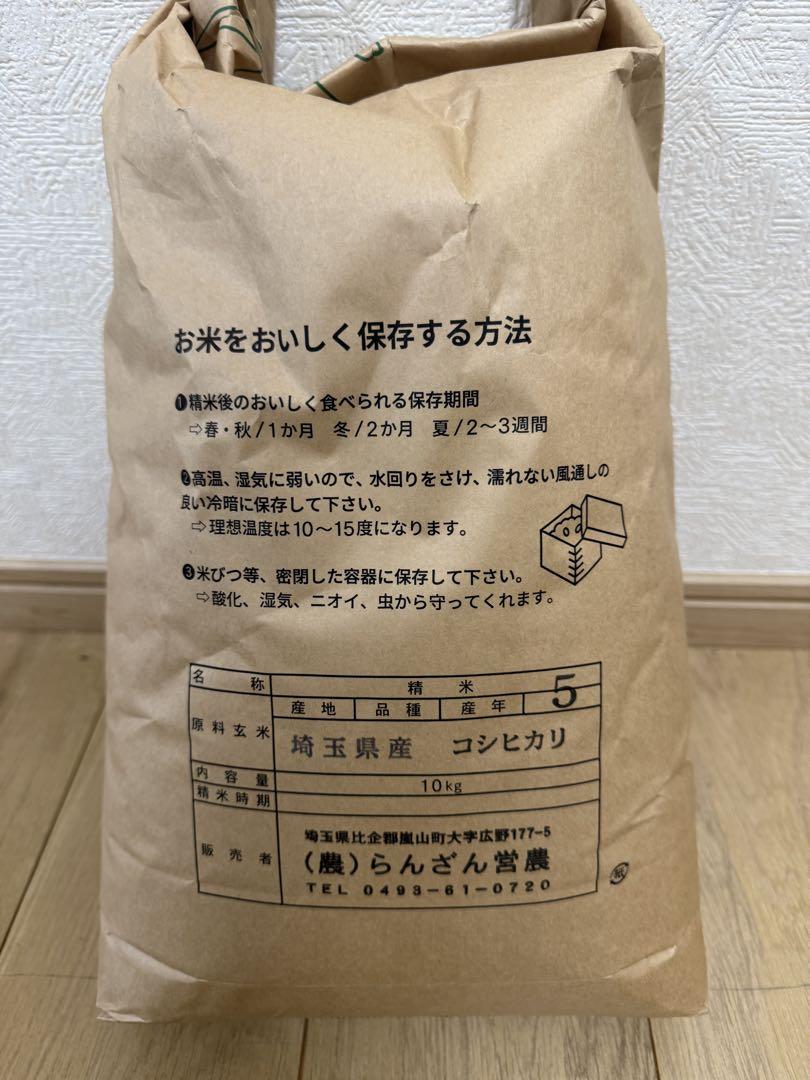 お米をおいしく保存する方法
❶精米後のおいしく食べられる保存期間
⇨春・秋/1か月 冬/2か月 夏/2〜3週間
❷高温、湿気に弱いので、水回りをさけ、濡れない風通しの
良い冷暗に保存して下さい。
⇨理想温度は10〜15度になります。
❸米びつ等、密閉した容器に保存して下さい。
⇨酸化、湿気、ニオイ、虫から守ってくれます。
名称 精米
原料玄米 産地 品種 産年 5
埼玉県産 コシヒカリ
内容量 10kg
精米時期
販売者
埼玉県比企郡嵐山町大字広野177-5
(農)らんざん営農
TEL 0493-61-0720
紙